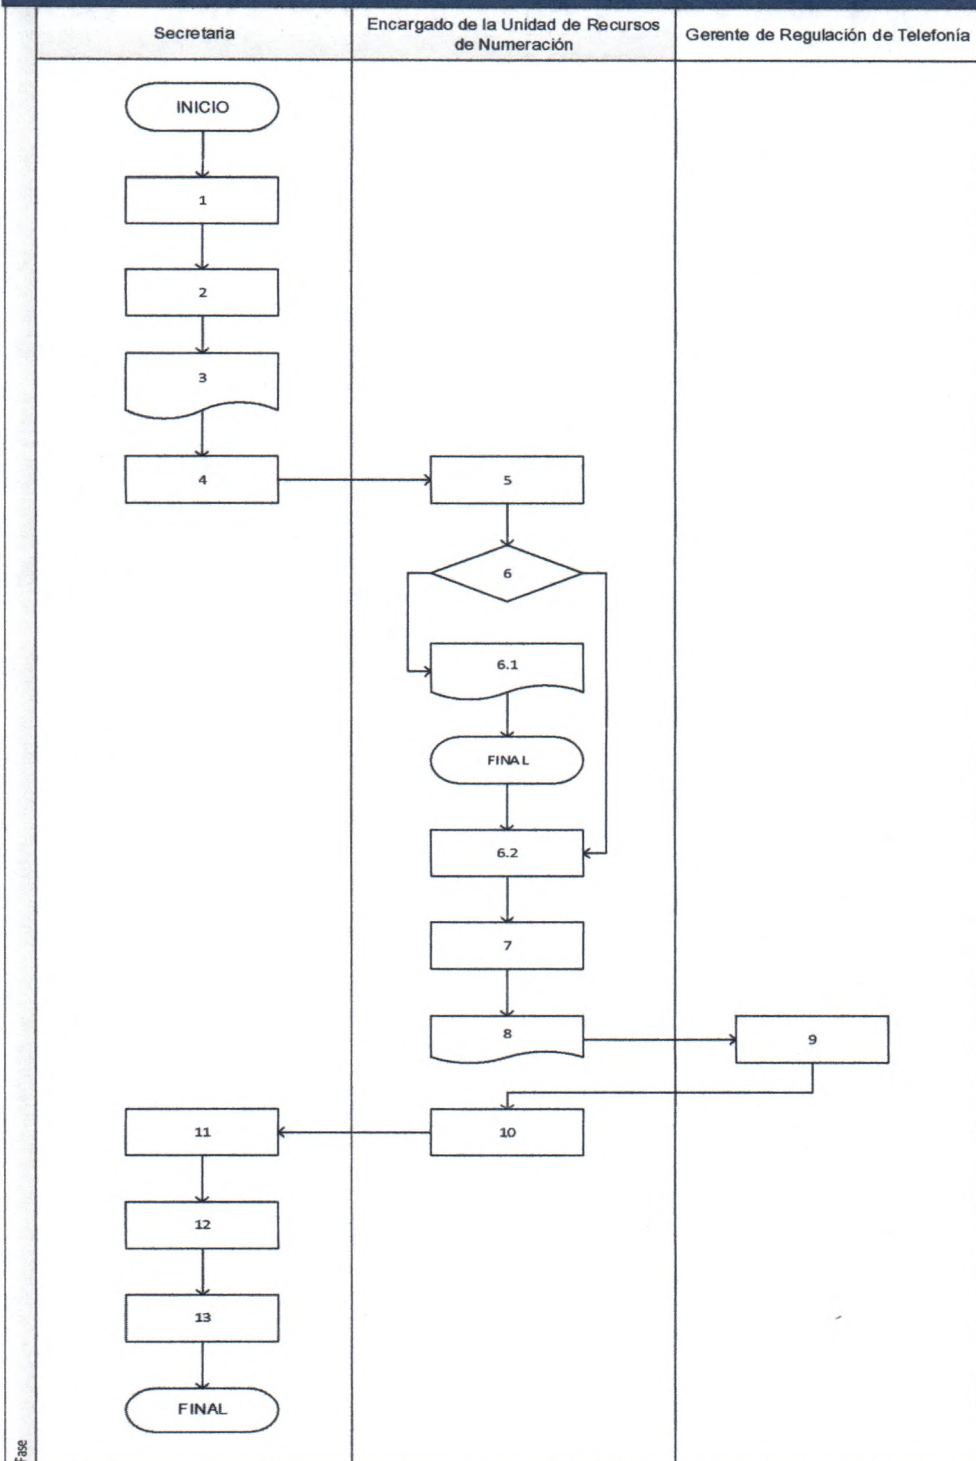 Secretaria
Encargado de la Unidad de Recursos
de Numeración
Gerente de Regulación de Telefonía
INICIO
1
2
3
4
5
6
6.1
FINAL
6.2
7
8
9
10
11
12
13
FINAL
Fase